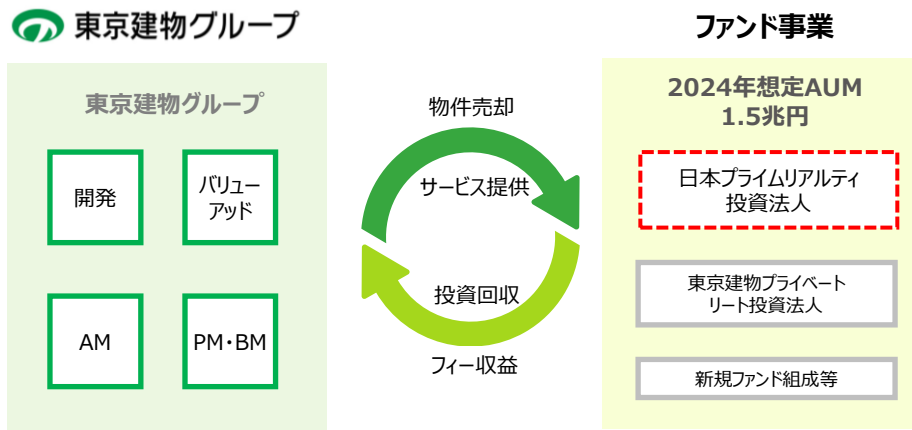 東京建物グループ
ファンド事業
東京建物グループ
開発
バリュー
アッド
AM
PM・BM
物件売却
サービス提供
投資回収
フィー収益
2024年想定AUM
1.5兆円
日本プライムリアルティ
投資法人
東京建物プライベート
リート投資法人
新規ファンド組成等